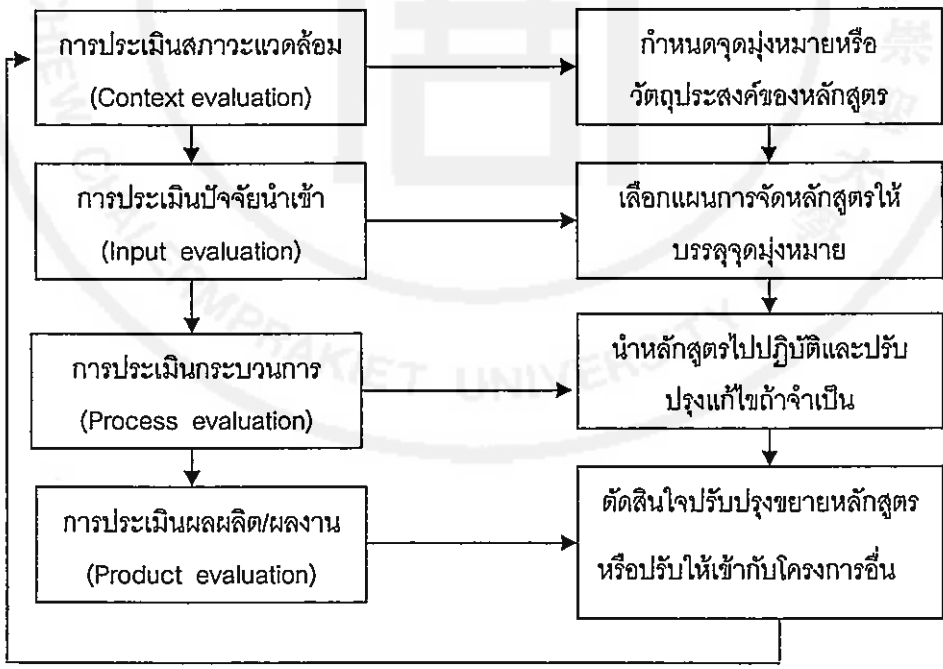 การประเมินสภาวะแวดล้อม
(Context evaluation)
กำหนดจุดมุ่งหมายหรือ
วัตถุประสงค์ของหลักสูตร
การประเมินปัจจัยนำเข้า
(Input evaluation)
เลือกแผนการจัดหลักสูตรให้
บรรลุจุดมุ่งหมาย
การประเมินกระบวนการ
(Process evaluation)
นำหลักสูตรไปปฏิบัติและปรับ
ปรุงแก้ไขถ้าจำเป็น
การประเมินผลผลิต/ผลงาน
(Product evaluation)
ตัดสินใจปรับปรุงขยายหลักสูตร
หรือปรับให้เข้ากับโครงการอื่น